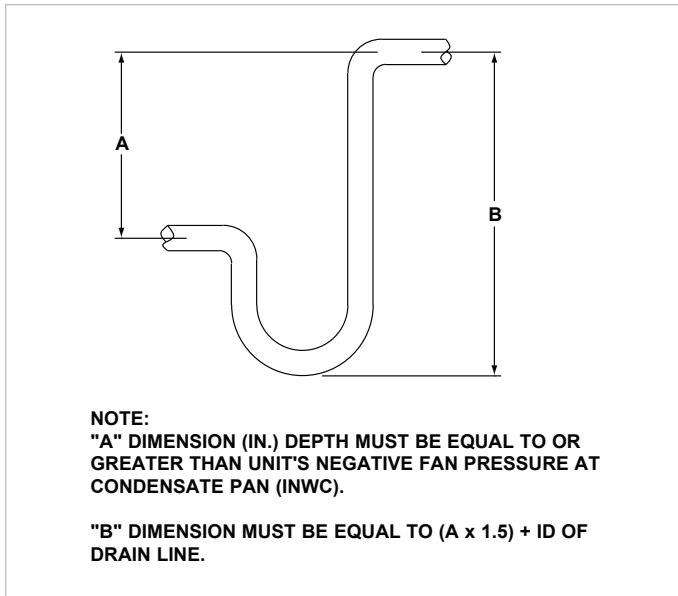 A
B
NOTE:
"A" DIMENSION (IN.) DEPTH MUST BE EQUAL TO OR
GREATER THAN UNIT'S NEGATIVE FAN PRESSURE AT
CONDENSATE PAN (INWC).
"B" DIMENSION MUST BE EQUAL TO (A x 1.5) + ID OF
DRAIN LINE.